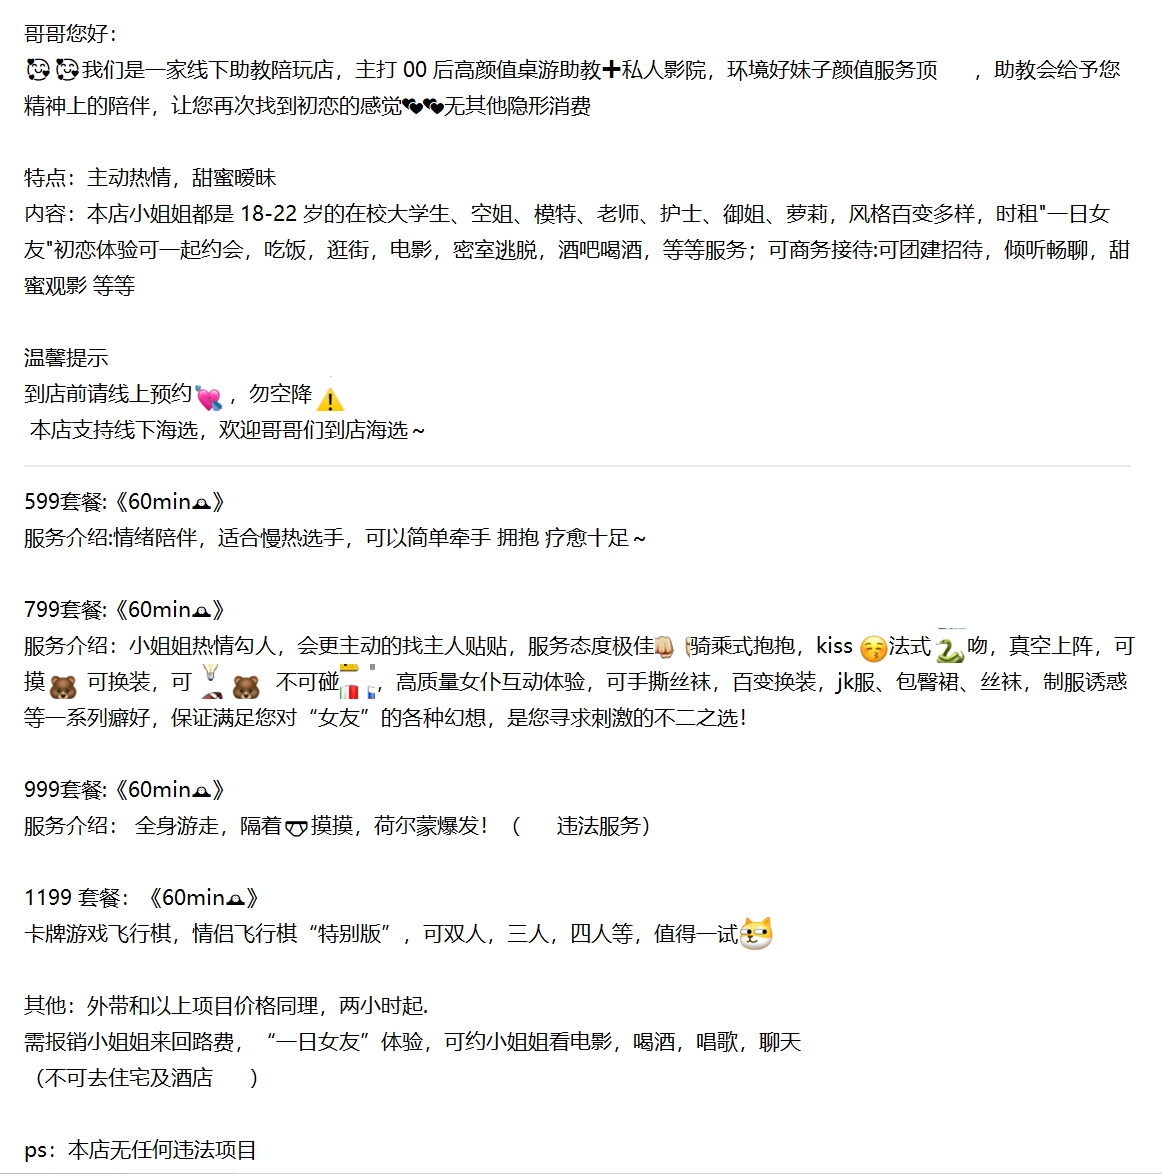 哥哥您好：
🥰🥰我们是一家线下助教陪玩店，主打 00 后高颜值桌游助教➕私人影院，环境好妹子颜值服务顶 ，助教会给予您
精神上的陪伴，让您再次找到初恋的感觉💕💕无其他隐形消费
特点：主动热情，甜蜜暧昧
内容：本店小姐姐都是 18-22 岁的在校大学生、空姐、模特、老师、护士、御姐、萝莉，风格百变多样，时租"一日女
友"初恋体验可一起约会，吃饭，逛街，电影，密室逃脱，酒吧喝酒，等等服务；可商务接待:可团建招待，倾听畅聊，甜
蜜观影 等等
温馨提示
到店前请线上预约💘，勿空降⚠️
本店支持线下海选，欢迎哥哥们到店海选～
599套餐:《60min🕰》
服务介绍:情绪陪伴，适合慢热选手，可以简单牵手 拥抱 疗愈十足～
799套餐:《60min🕰》
服务介绍：小姐姐热情勾人，会更主动的找主人贴贴，服务态度极佳👊🏼骑乘式抱抱，kiss 😚法式🐍吻，真空上阵，可
摸🐻 可换装，可 🐻 不可碰 ，高质量女仆互动体验，可手撕丝袜，百变换装，jk服、包臀裙、丝袜，制服诱惑
等一系列癖好，保证满足您对“女友”的各种幻想，是您寻求刺激的不二之选！
999套餐:《60min🕰》
服务介绍： 全身游走，隔着🩲摸摸，荷尔蒙爆发！（ 违法服务）
1199 套餐：《60min🕰》
卡牌游戏飞行棋，情侣飞行棋“特别版”，可双人，三人，四人等，值得一试
其他：外带和以上项目价格同理，两小时起.
需报销小姐姐来回路费，“一日女友”体验，可约小姐姐看电影，喝酒，唱歌，聊天
（不可去住宅及酒店 ）
ps：本店无任何违法项目